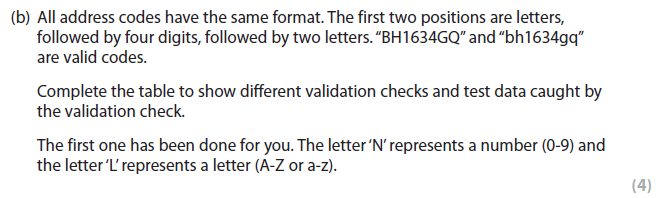 (b) All address codes have the same format. The first two positions are letters,
followed by four digits, followed by two letters. “BH1634GQ” and “bh1634gq”
are valid codes.
Complete the table to show different validation checks and test data caught by
the validation check.
The first one has been done for you. The letter ‘N’ represents a number (0-9) and
the letter ‘L’ represents a letter (A-Z or a-z).
(4)